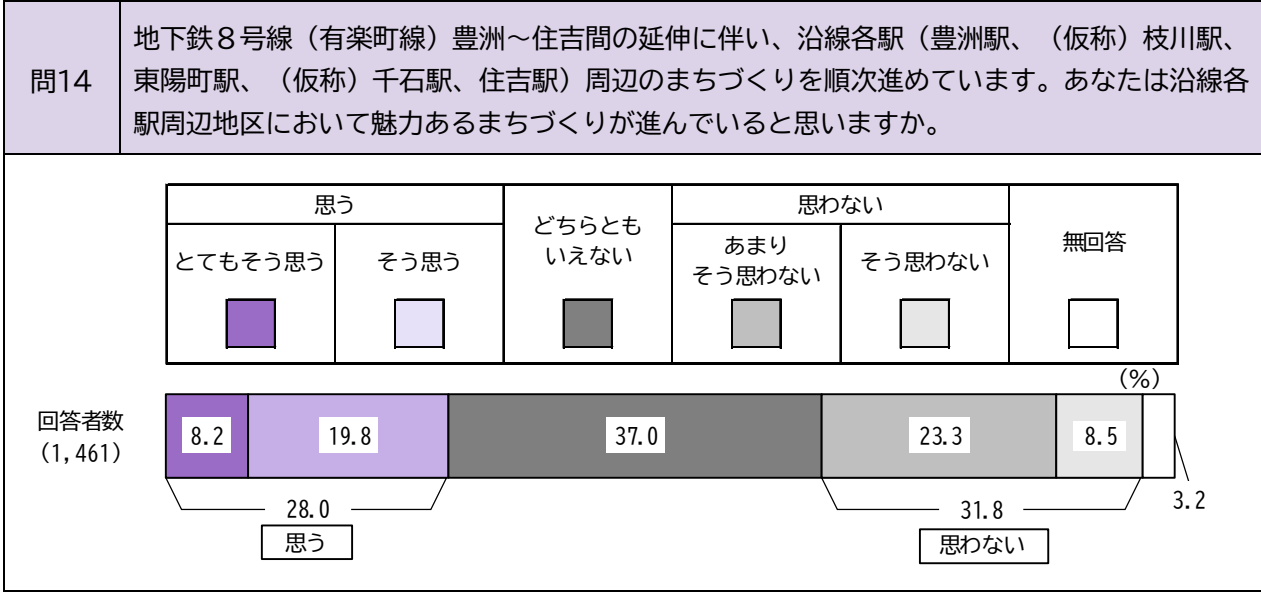 問14
地下鉄８号線（有楽町線）豊洲～住吉間の延伸に伴い、沿線各駅（豊洲駅、（仮称）枝川駅、
東陽町駅、（仮称）千石駅、住吉駅）周辺のまちづくりを順次進めています。あなたは沿線各
駅周辺地区において魅力あるまちづくりが進んでいると思いますか。
思う
どちらとも
いえない
思わない
無回答
とてもそう思う
そう思う
あまり
そう思わない
そう思わない
(%)
回答者数
(1,461)
8.2
19.8
37.0
23.3
8.5
3.2
28.0
思う
31.8
思わない